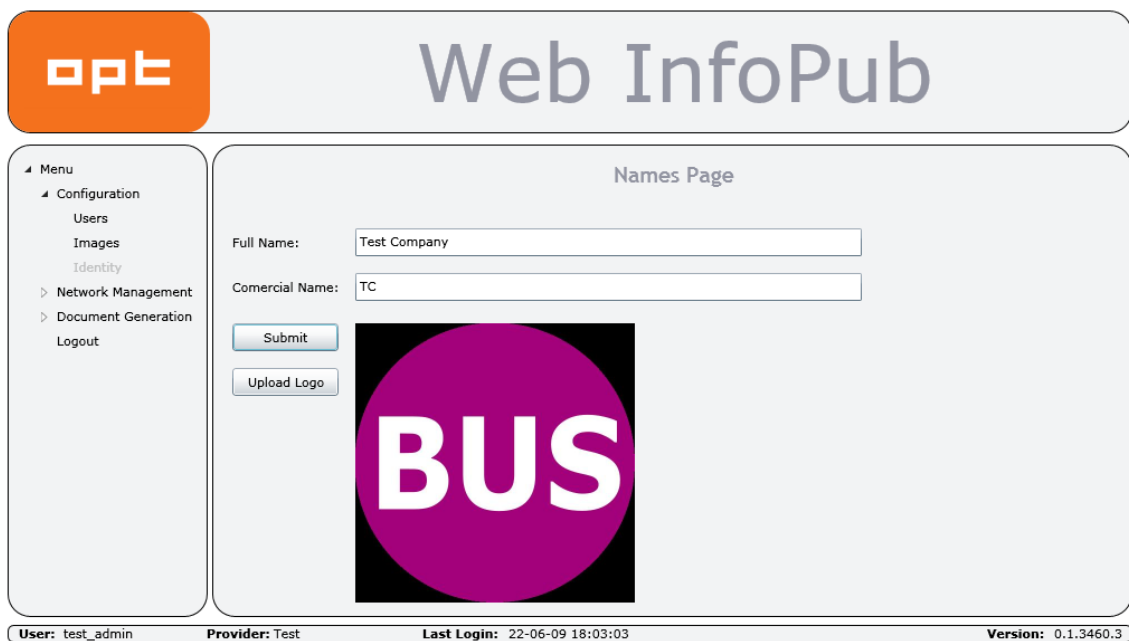 opt
Web InfoPub
Menu
Configuration
Users
Images
Identity
Network Management
Document Generation
Logout
Names Page
Full Name: Test Company
Comercial Name: TC
Submit
Upload Logo
BUS
User: test_admin Provider: Test Last Login: 22-06-09 18:03:03 Version: 0.1.3460.3